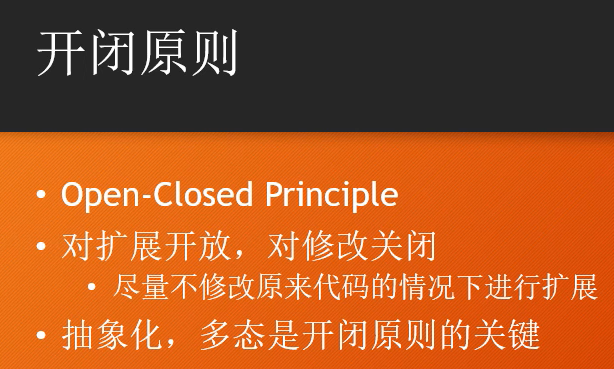 开闭原则
• Open-Closed Principle
• 对扩展开放，对修改关闭
• 尽量不修改原来代码的情况下进行扩展
• 抽象化，多态是开闭原则的关键